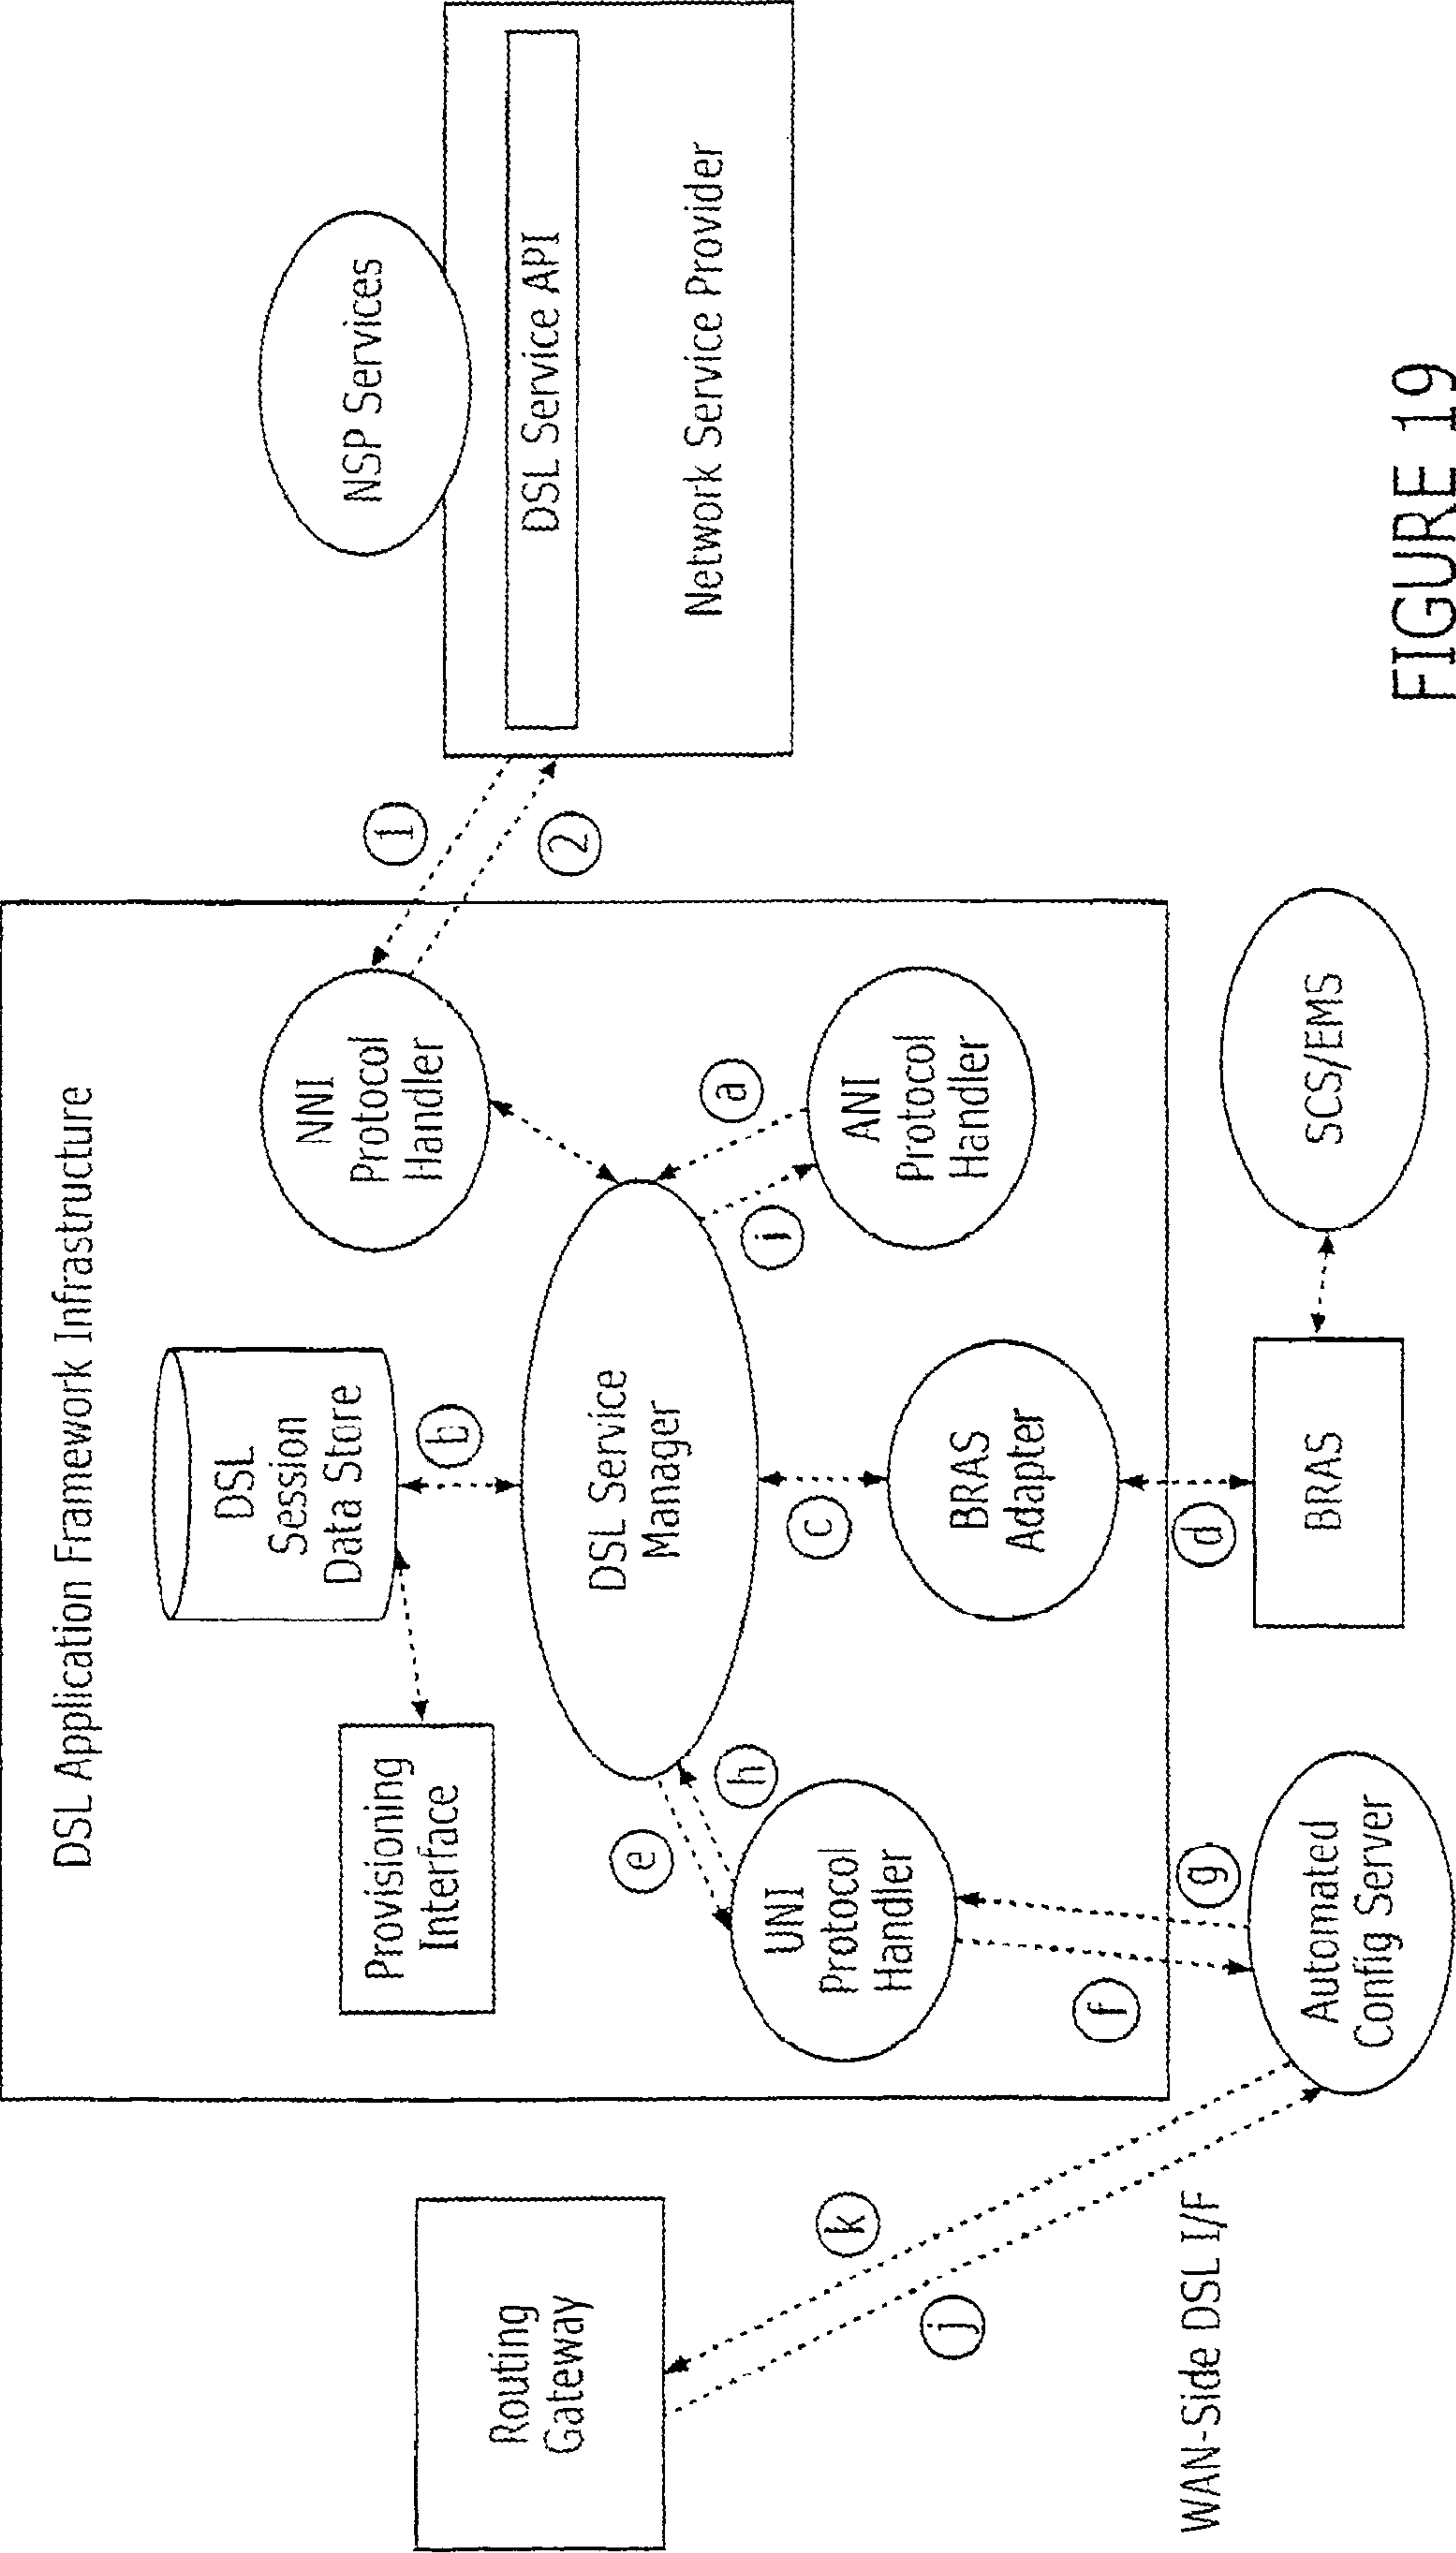 DSL Application Framework Infrastructure
NSP Services
DSL Service API
Network Service Provider
1
2
NNI
Protocol
Handler
DSL
Session
Data Store
b
Provisioning
Interface
DSL Service
Manager
a
i
ANI
Protocol
Handler
e
h
c
UNI
Protocol
Handler
BRAS
Adapter
Routing
Gateway
k
j
f
g
d
WAN-Side DSL I/F
Automated
Config Server
BRAS
SCS/EMS
FIGURE 19